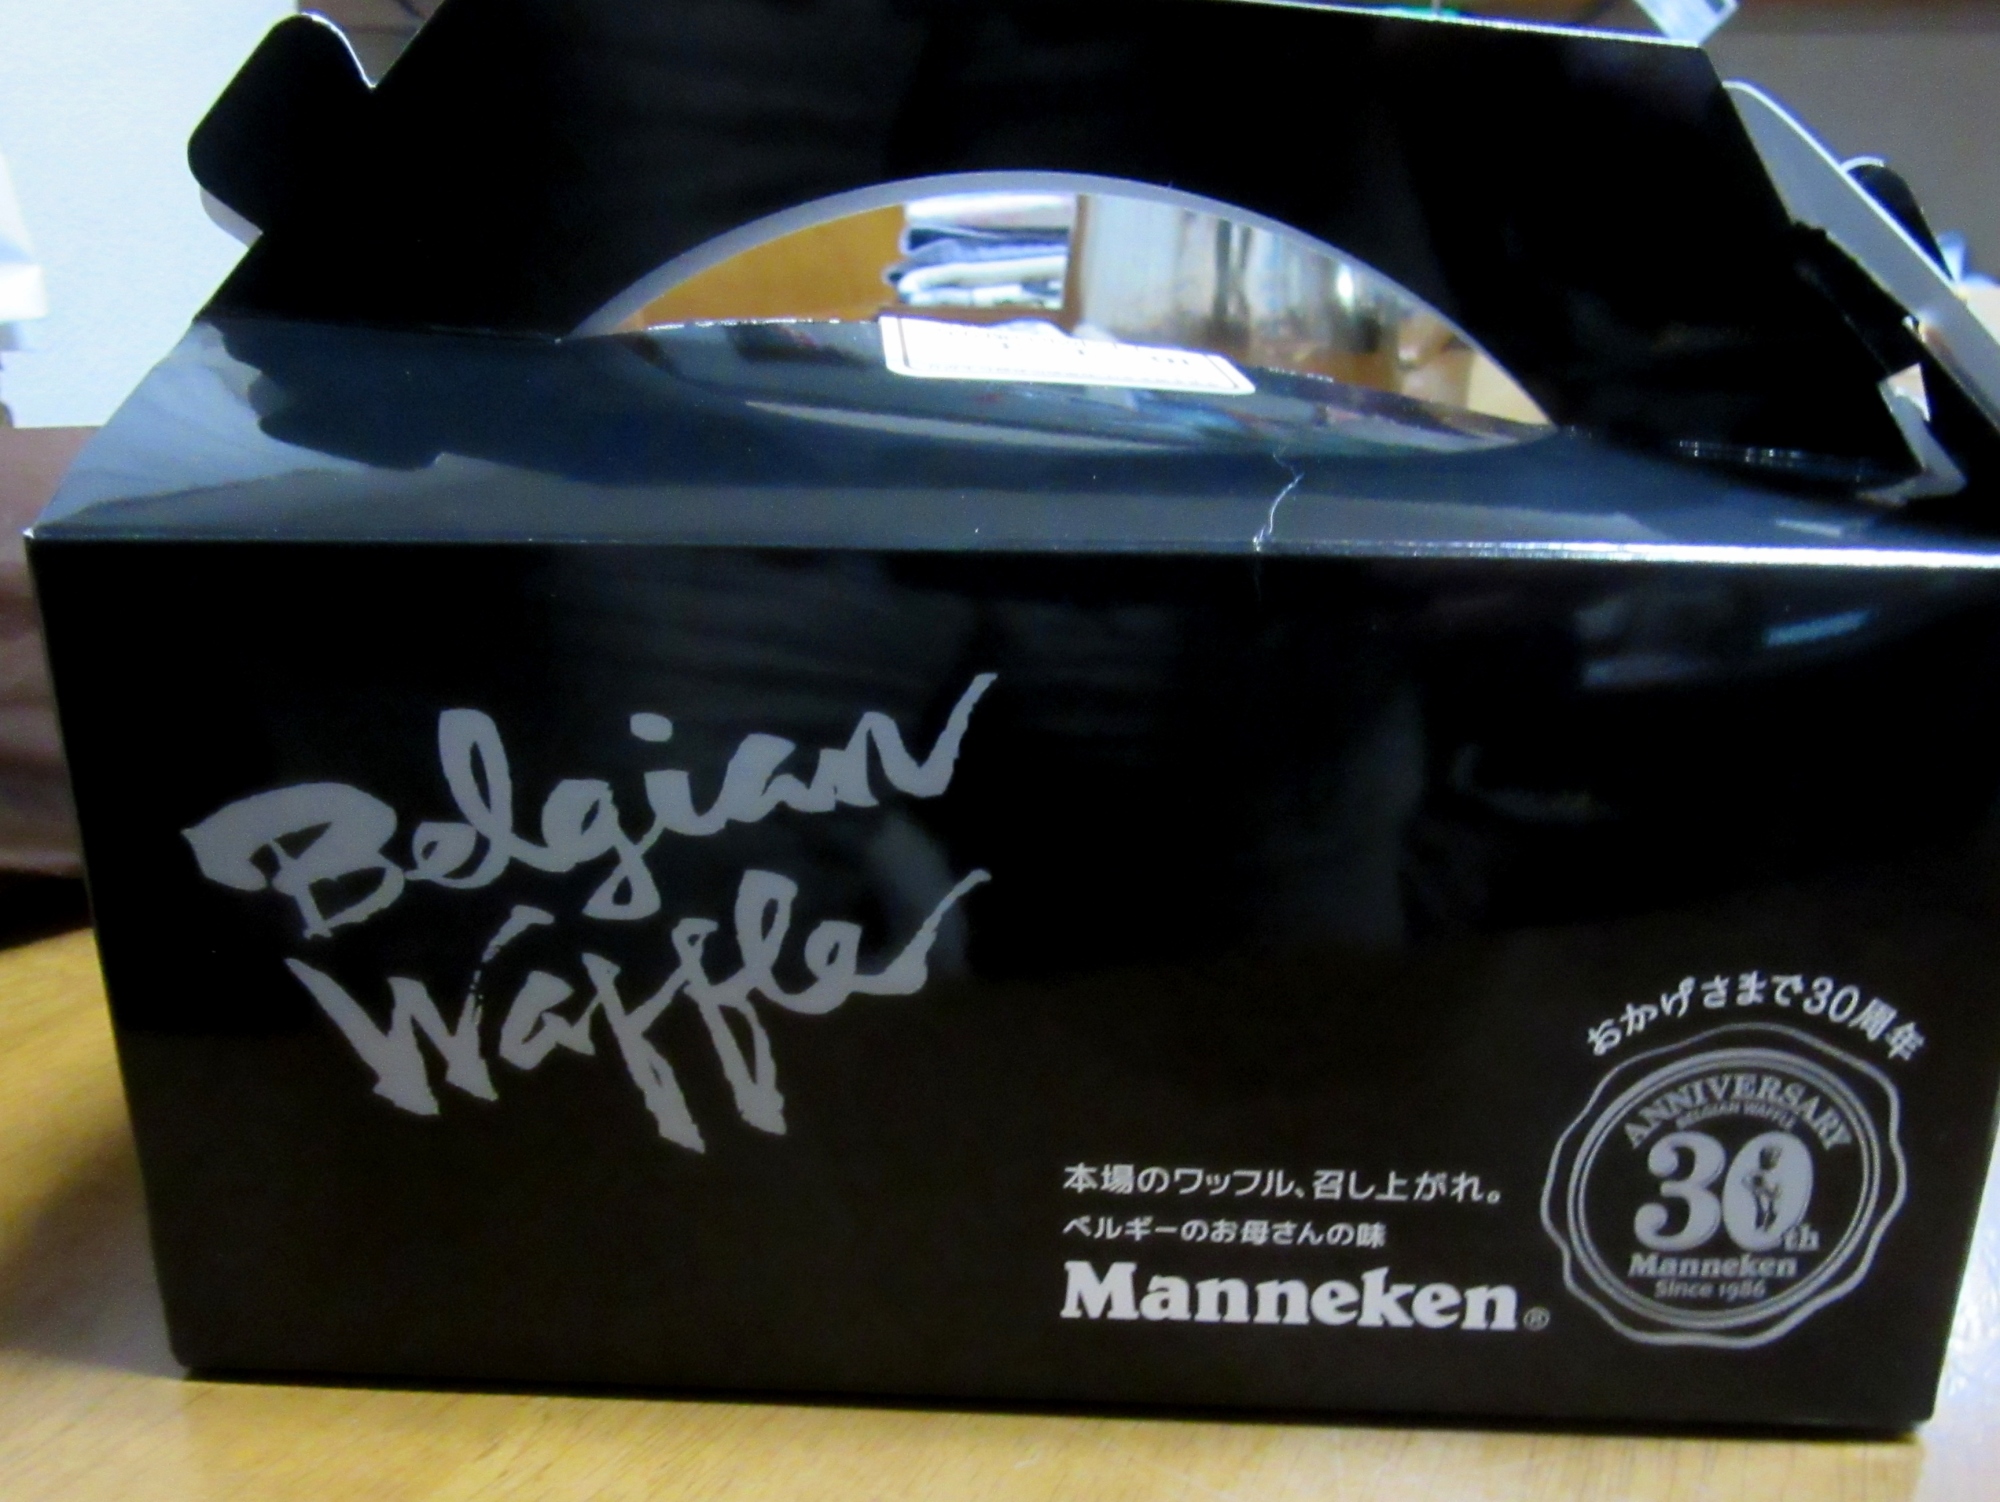 Belgian
Waffle
おかげさまで30周年
ANNIVERSARY
BELGIAN WAFFLE
30th
Manneken
Since 1986
本場のワッフル、召し上がれ。
ベルギーのお母さんの味
Manneken®